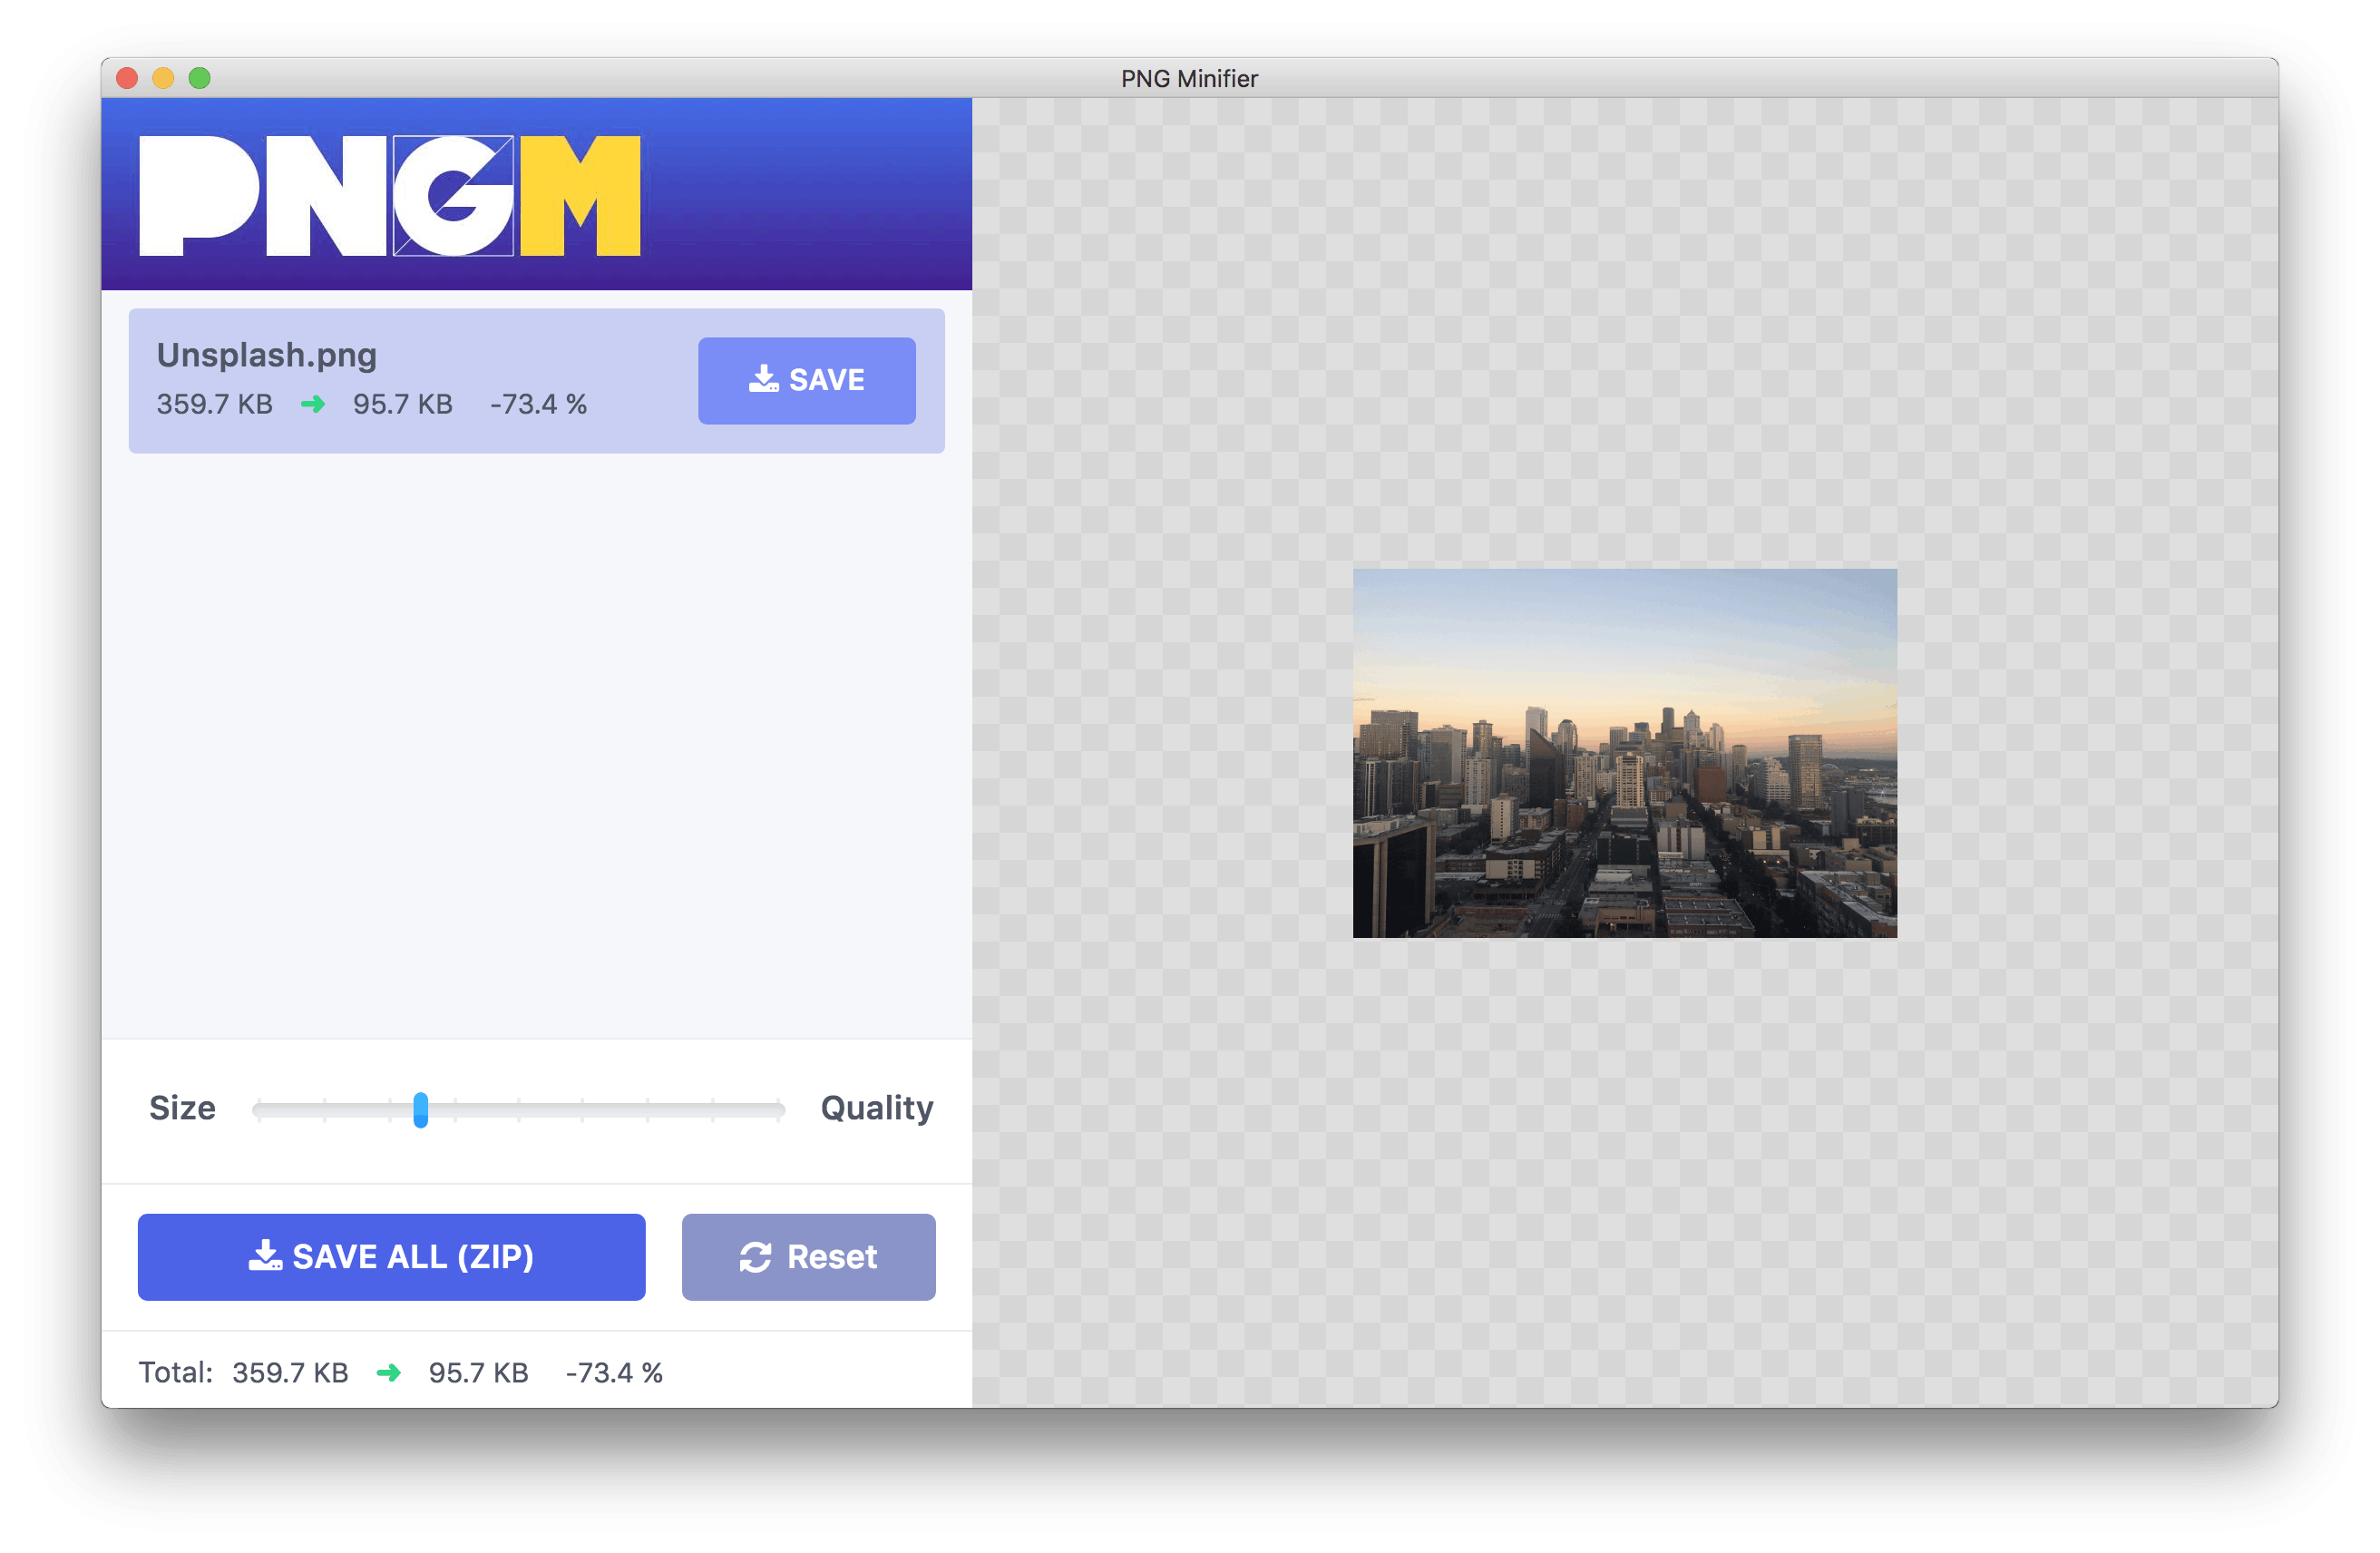 PNG Minifier
PNGM
Unsplash.png
359.7 KB ➜ 95.7 KB -73.4 %
SAVE
Size
Quality
SAVE ALL (ZIP)
Reset
Total: 359.7 KB ➜ 95.7 KB -73.4 %